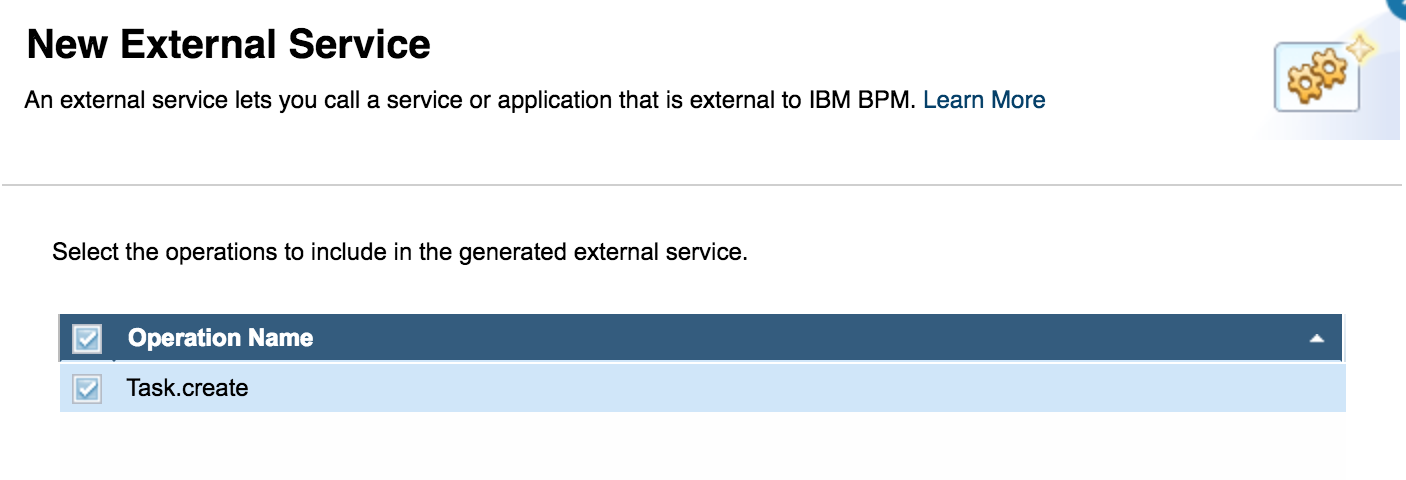 New External Service
An external service lets you call a service or application that is external to IBM BPM. Learn More
Select the operations to include in the generated external service.
Operation Name
Task.create